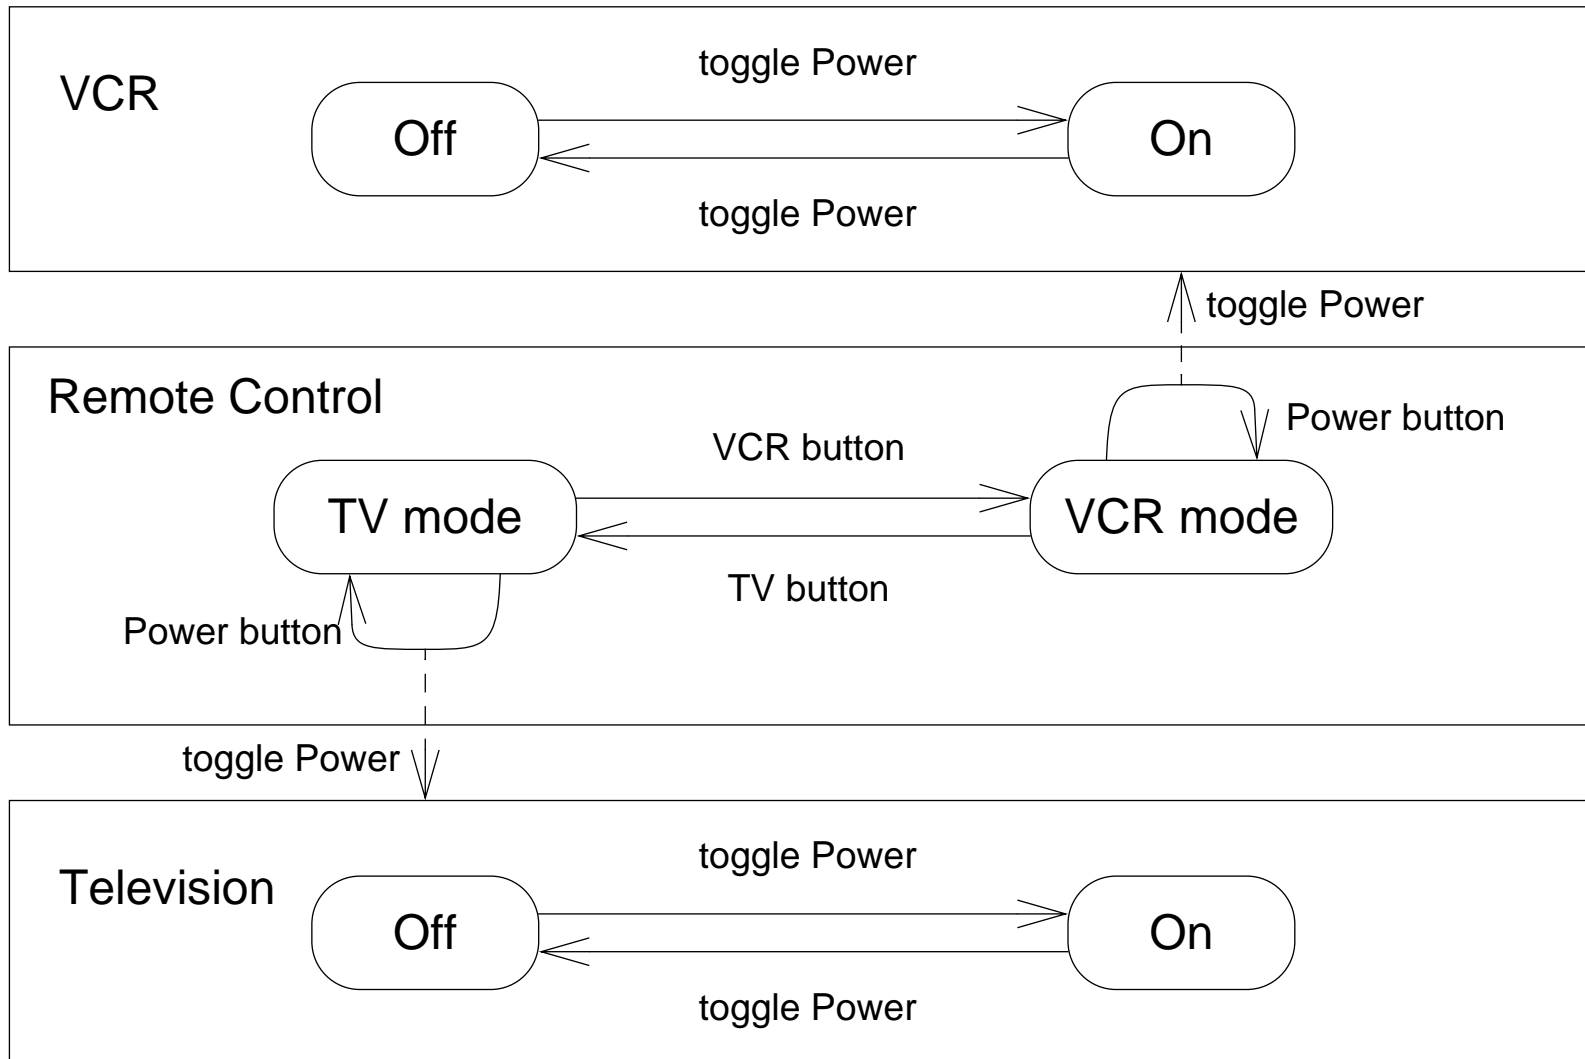 toggle Power
VCR
Off
On
toggle Power
toggle Power
Remote Control
Power button
VCR button
TV mode
VCR mode
TV button
Power button
toggle Power
toggle Power
Television
Off
On
toggle Power